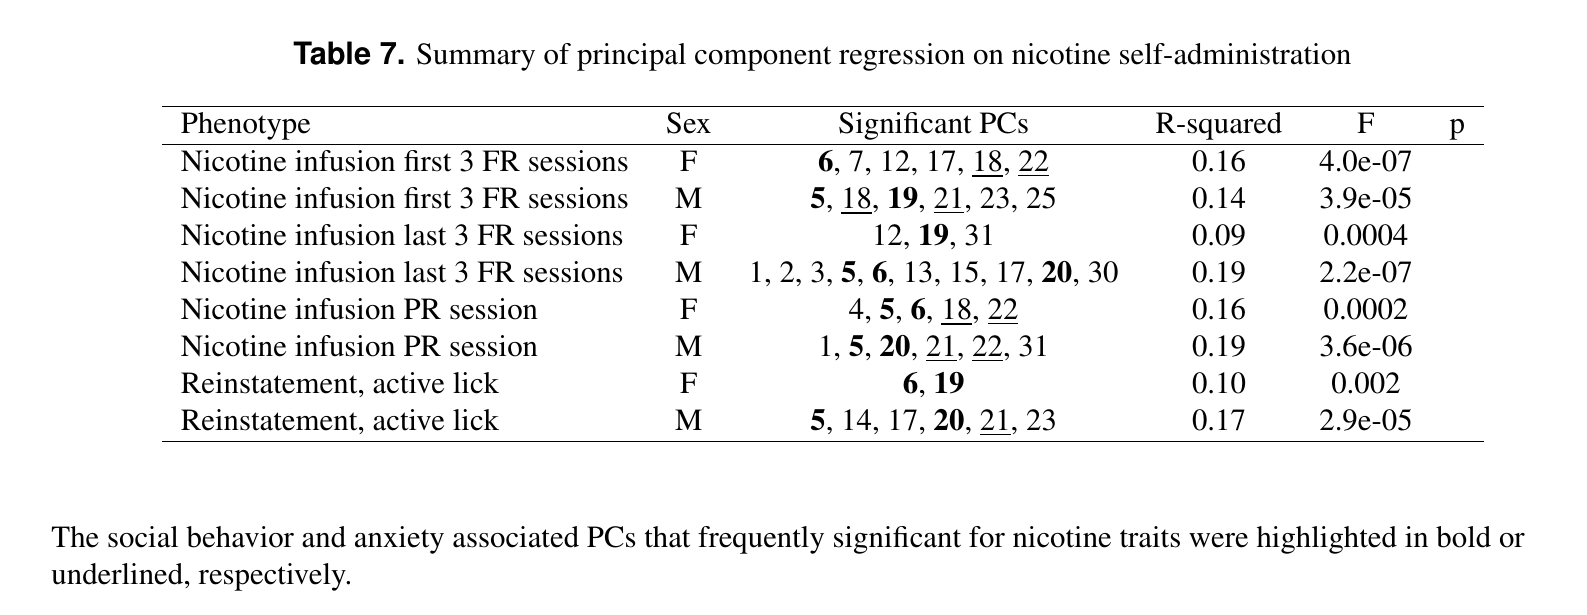 Table 7. Summary of principal component regression on nicotine self-administration
Phenotype Sex Significant PCs R-squared F p
Nicotine infusion first 3 FR sessions F 6, 7, 12, 17, 18, 22 0.16 4.0e-07
Nicotine infusion first 3 FR sessions M 5, 18, 19, 21, 23, 25 0.14 3.9e-05
Nicotine infusion last 3 FR sessions F 12, 19, 31 0.09 0.0004
Nicotine infusion last 3 FR sessions M 1, 2, 3, 5, 6, 13, 15, 17, 20, 30 0.19 2.2e-07
Nicotine infusion PR session F 4, 5, 6, 18, 22 0.16 0.0002
Nicotine infusion PR session M 1, 5, 20, 21, 22, 31 0.19 3.6e-06
Reinstatement, active lick F 6, 19 0.10 0.002
Reinstatement, active lick M 5, 14, 17, 20, 21, 23 0.17 2.9e-05
The social behavior and anxiety associated PCs that frequently significant for nicotine traits were highlighted in bold or
underlined, respectively.